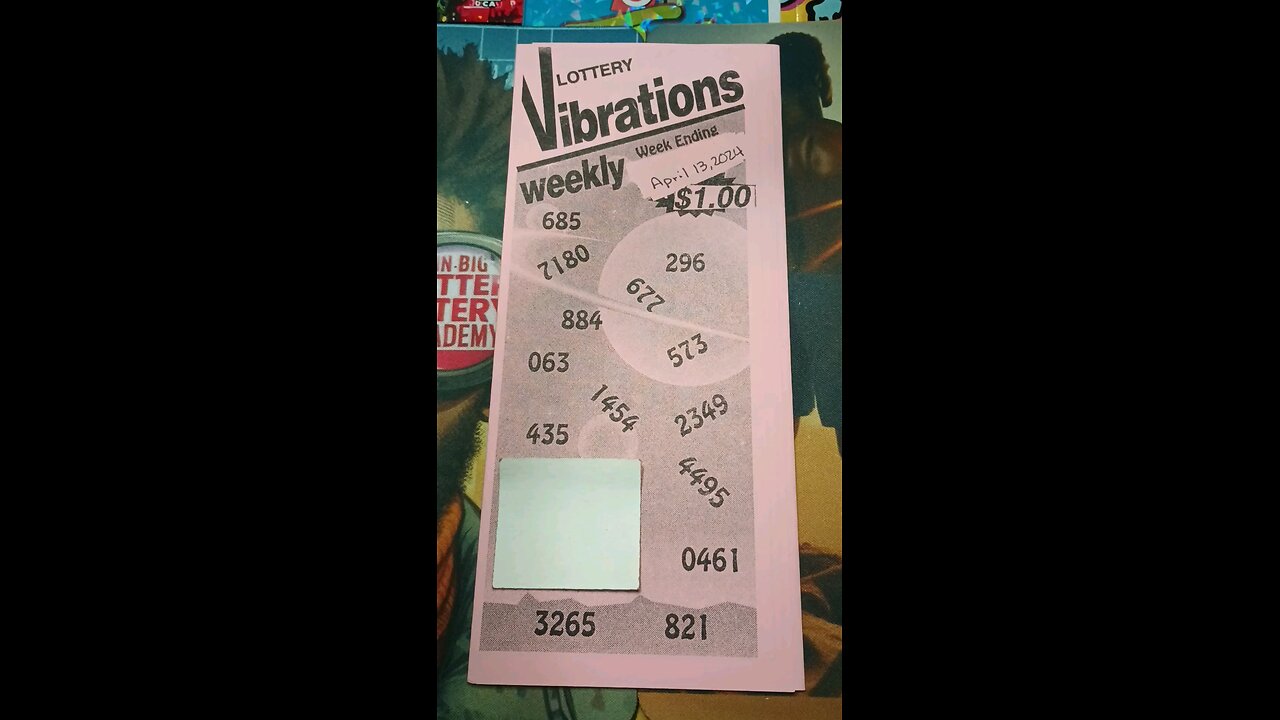 LOTTERY
Vibrations
weekly Week Ending
April 13, 2024
$1.00
685
7180
296
677
884
573
063
1454
2349
435
4495
0461
3265 821
N-BIG